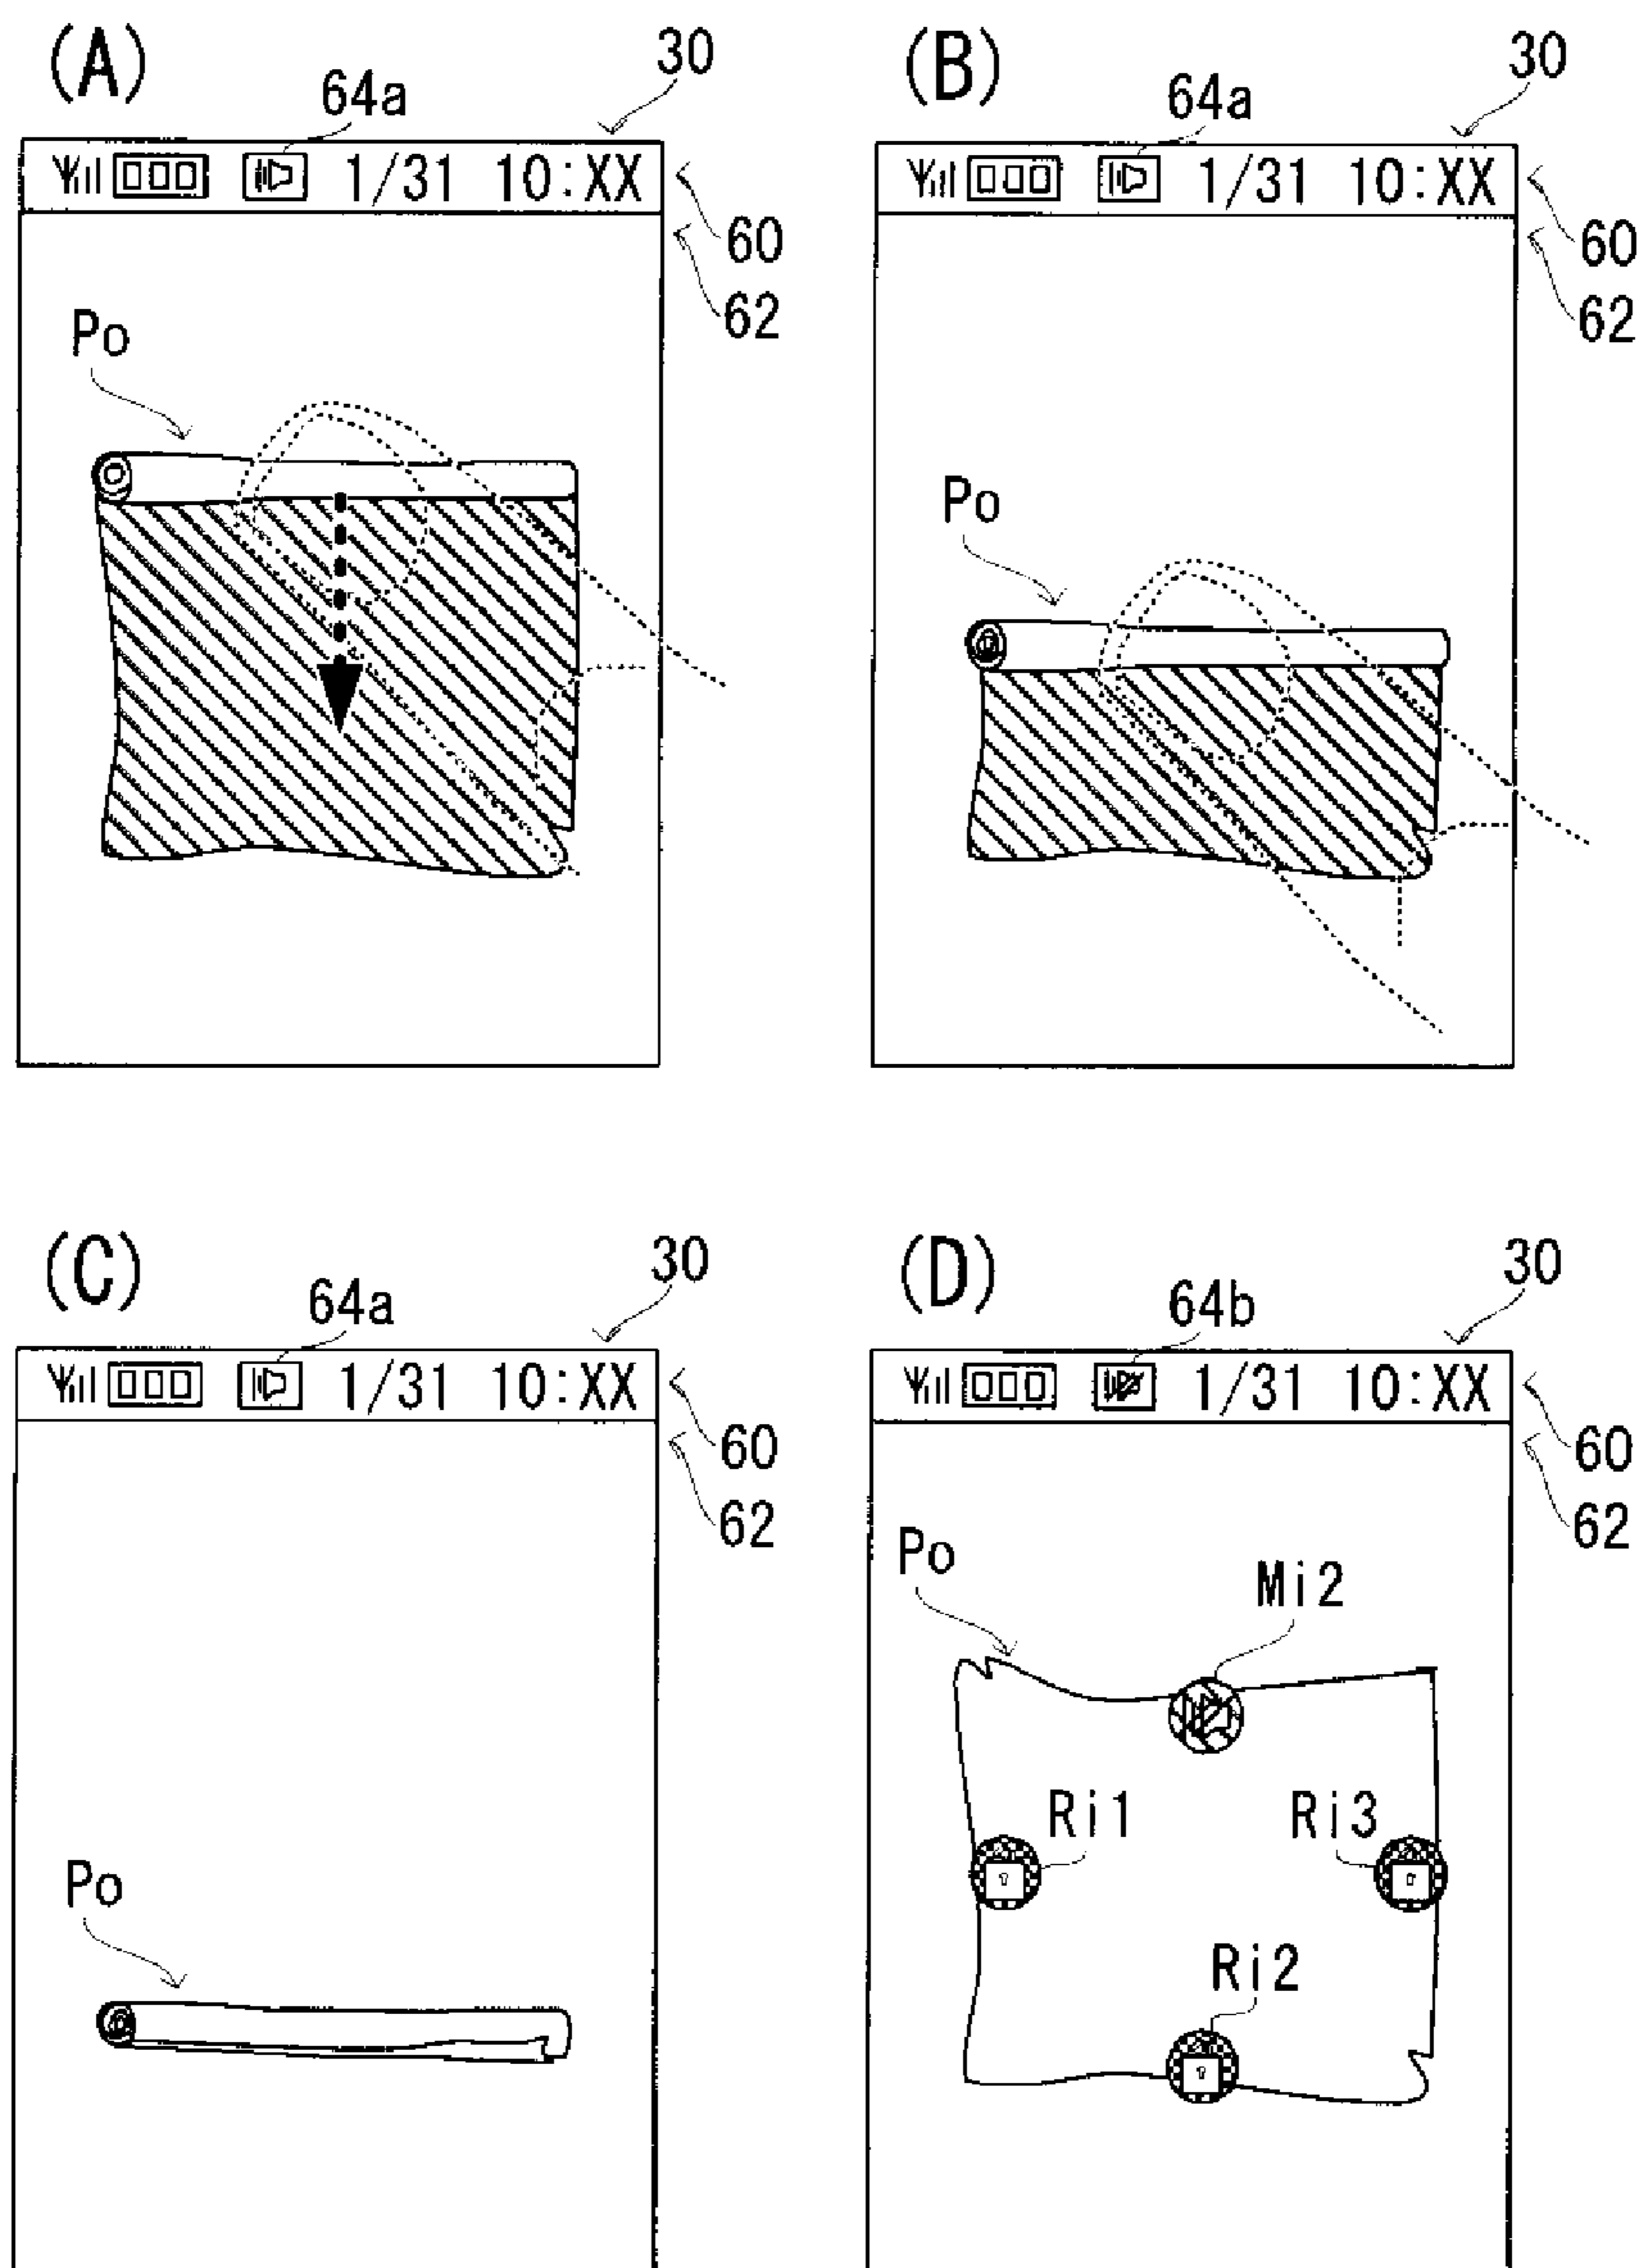 (A)
30
64a
1/31 10:XX
60
62
Po
(B)
30
64a
1/31 10:XX
60
62
Po
(C)
30
64a
1/31 10:XX
60
62
Po
(D)
30
64b
1/31 10:XX
60
62
Po
Mi2
Ri1
Ri3
Ri2